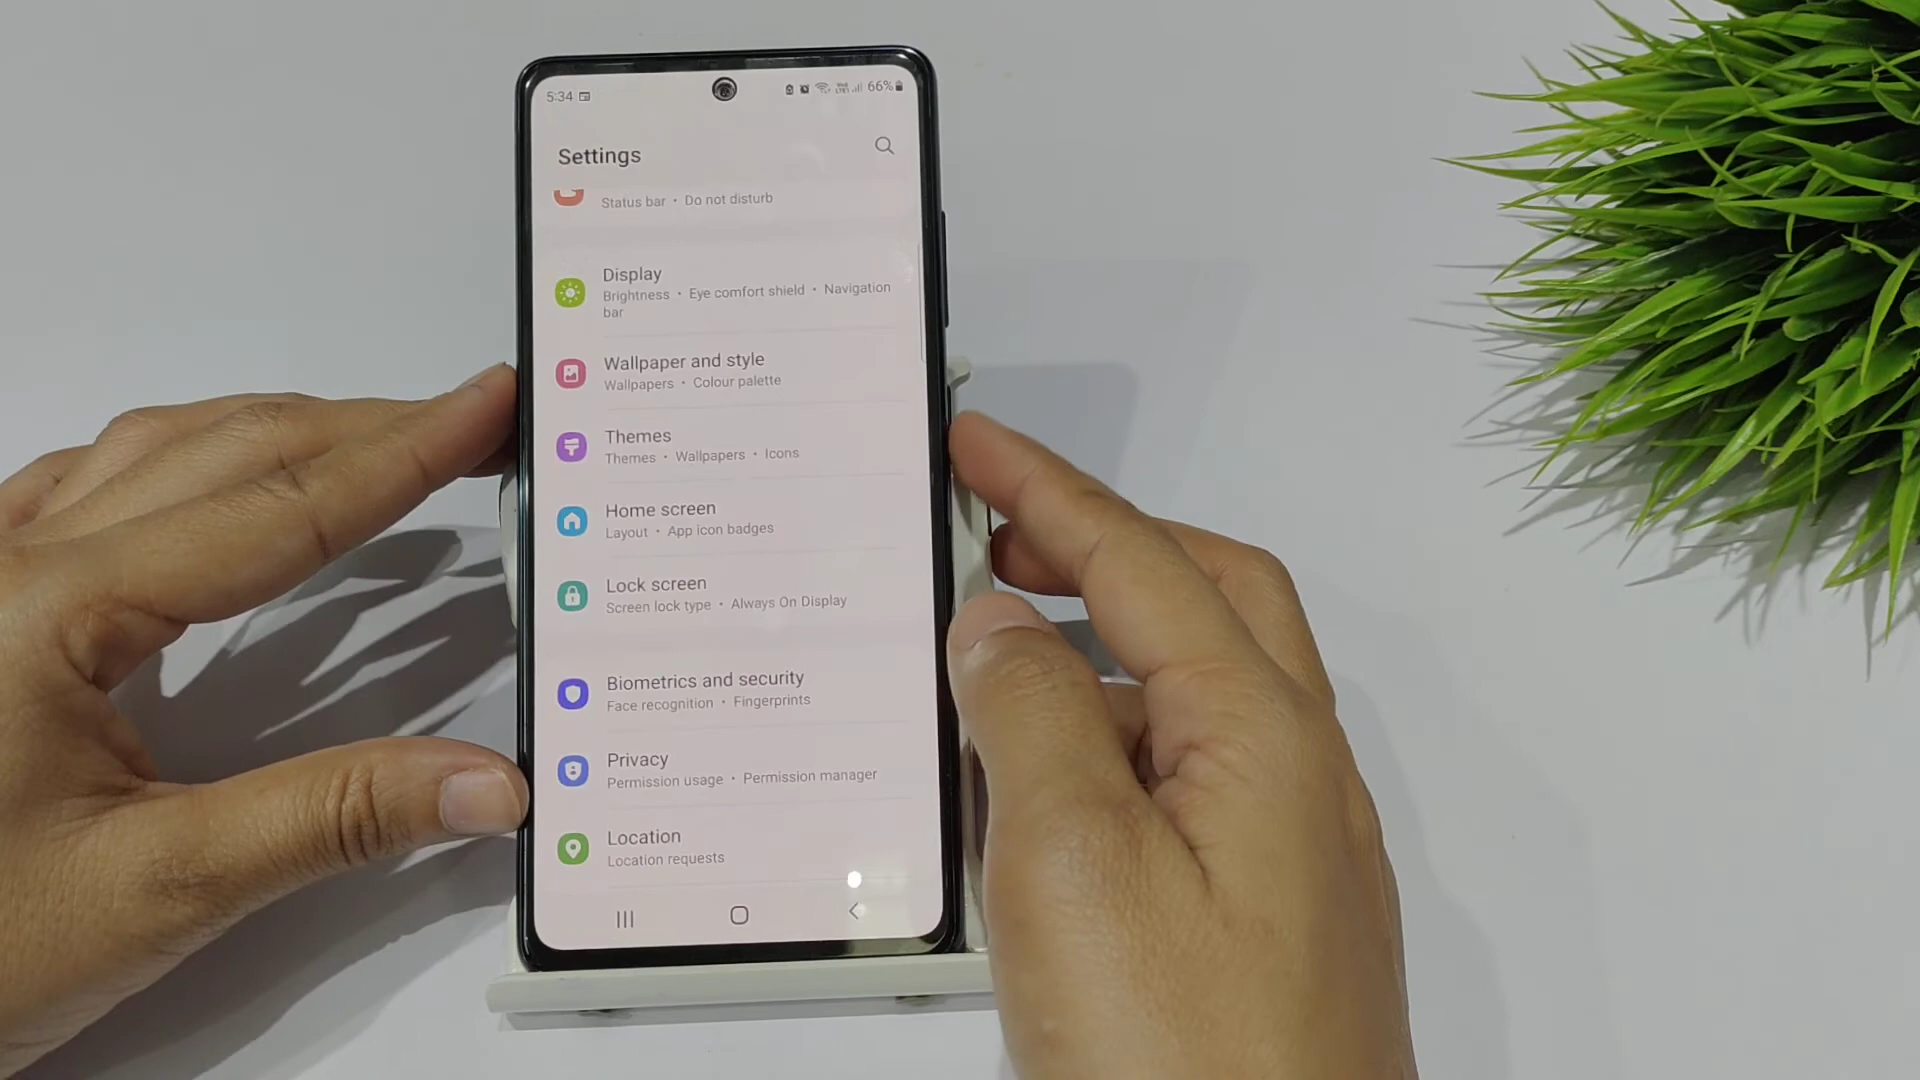 5:34
66%
Settings
Status bar • Do not disturb
Display
Brightness • Eye comfort shield • Navigation
bar
Wallpaper and style
Wallpapers • Colour palette
Themes
Themes • Wallpapers • Icons
Home screen
Layout • App icon badges
Lock screen
Screen lock type • Always On Display
Biometrics and security
Face recognition • Fingerprints
Privacy
Permission usage • Permission manager
Location
Location requests